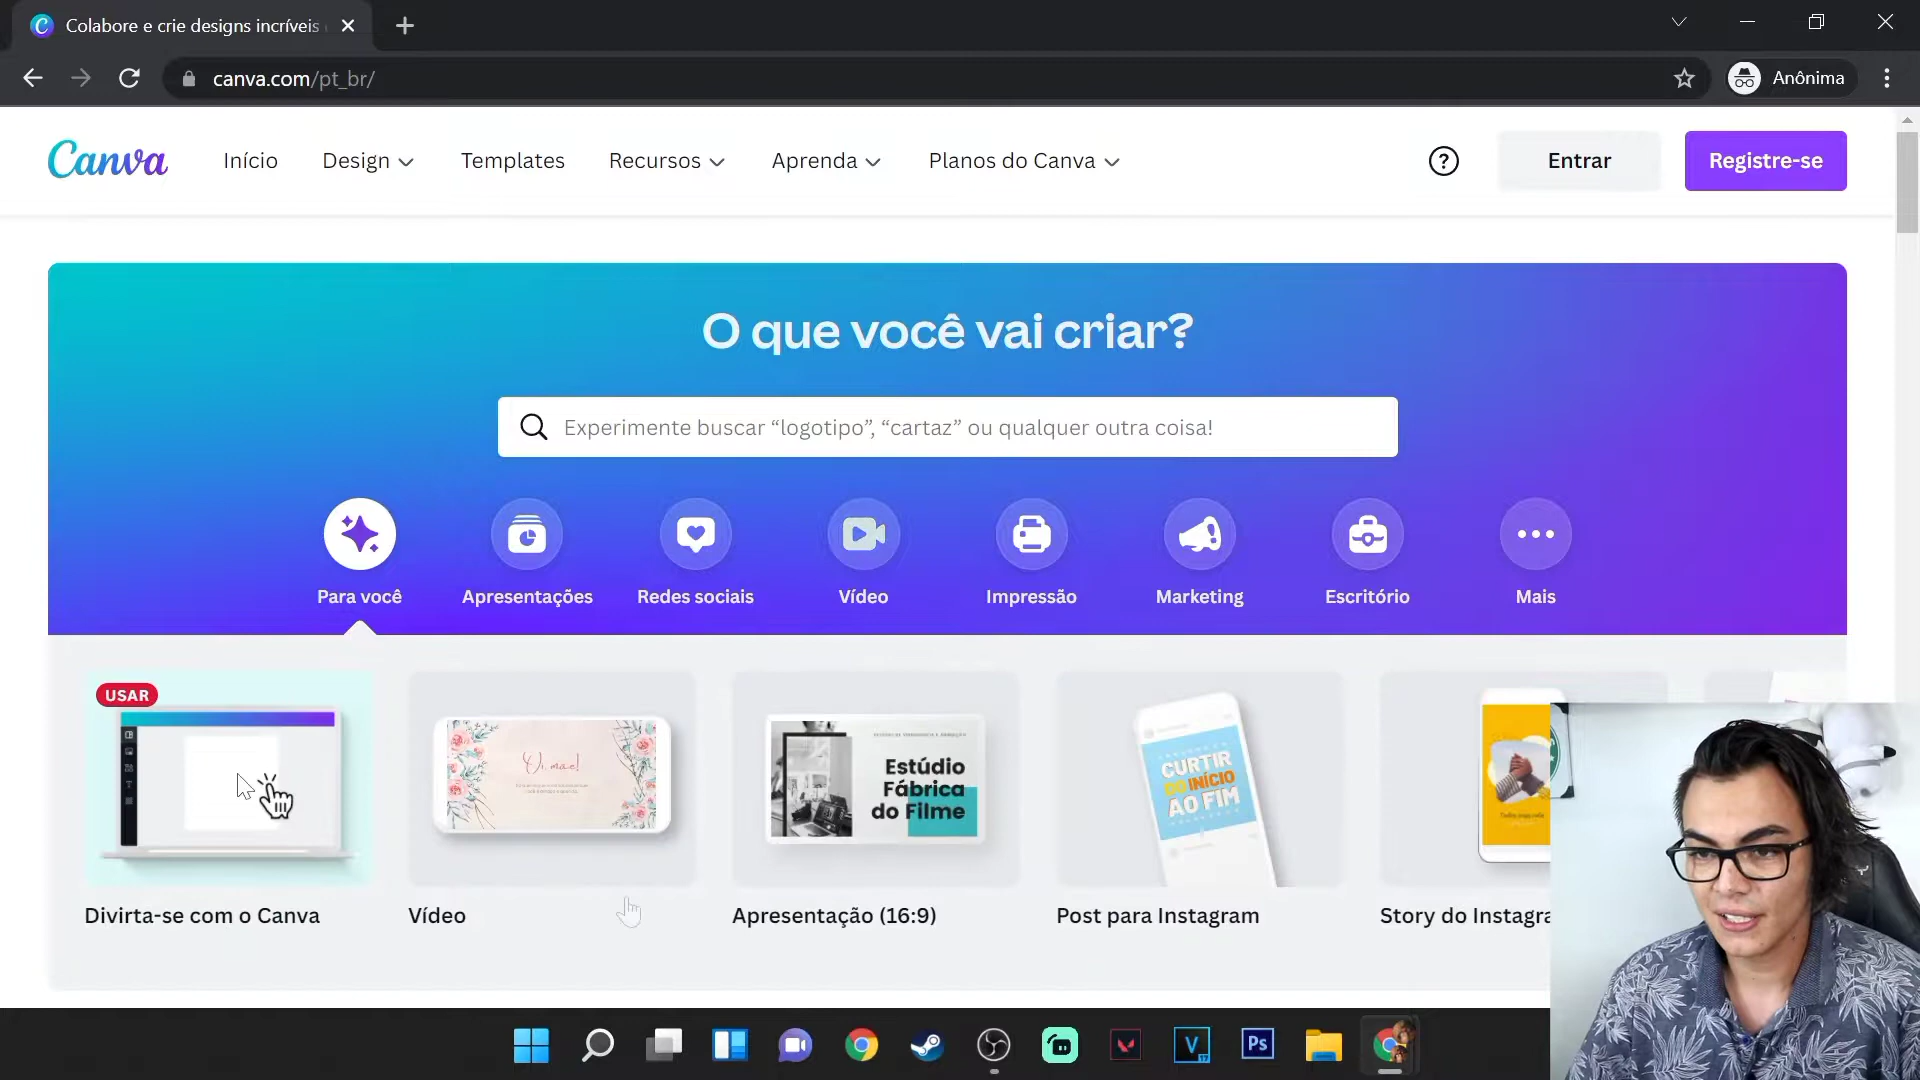 Colabore e crie designs incríveis
canva.com/pt_br/
Anônima
Canva
Início
Design
Templates
Recursos
Aprenda
Planos do Canva
?
Entrar
Registre-se
O que você vai criar?
Experimente buscar “logotipo”, “cartaz” ou qualquer outra coisa!
Para você
Apresentações
Redes sociais
Vídeo
Impressão
Marketing
Escritório
Mais
USAR
Oi, mãe!
Estúdio
Fábrica
do Filme
CURTIR
DO INÍCIO
AO FIM
Divirta-se com o Canva
Vídeo
Apresentação (16:9)
Post para Instagram
Story do Instagra
V
Ps